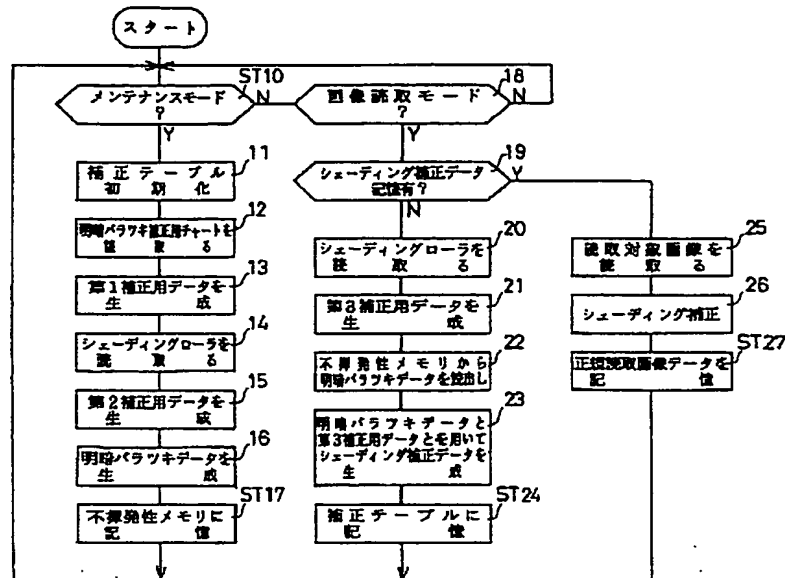 スタート
ST10
メンテナンスモード
?
N
Y
18
画像読取モード
?
N
Y
11
補正テーブル
初期化
12
明暗バラツキ補正用チャートを
読取る
13
第1補正用データを
生成
14
シェーディングローラを
読取る
15
第2補正用データを
生成
16
明暗バラツキデータを
生成
ST17
不揮発性メモリに
記憶
19
シェーディング補正データ
記憶有?
Y
N
20
シェーディングローラを
読取る
21
第3補正用データを
生成
22
不揮発性メモリから
明暗バラツキデータを読出し
23
明暗バラツキデータと
第3補正用データとを用いて
シェーディング補正データを
生成
ST24
補正テーブルに
記憶
25
読取対象画像を
読取る
26
シェーディング補正
ST27
正規読取画像データを
記憶